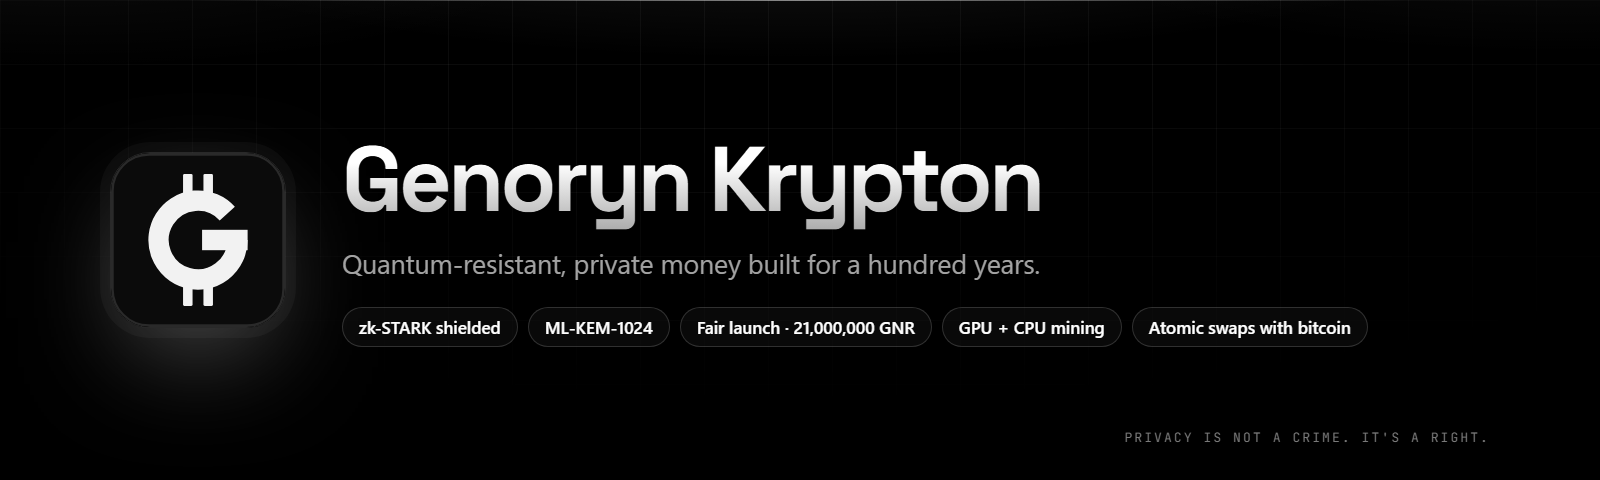 Genoryn Krypton
Quantum-resistant, private money built for a hundred years.
zk-STARK shielded
ML-KEM-1024
Fair launch · 21,000,000 GNR
GPU + CPU mining
Atomic swaps with bitcoin
PRIVACY IS NOT A CRIME. IT'S A RIGHT.